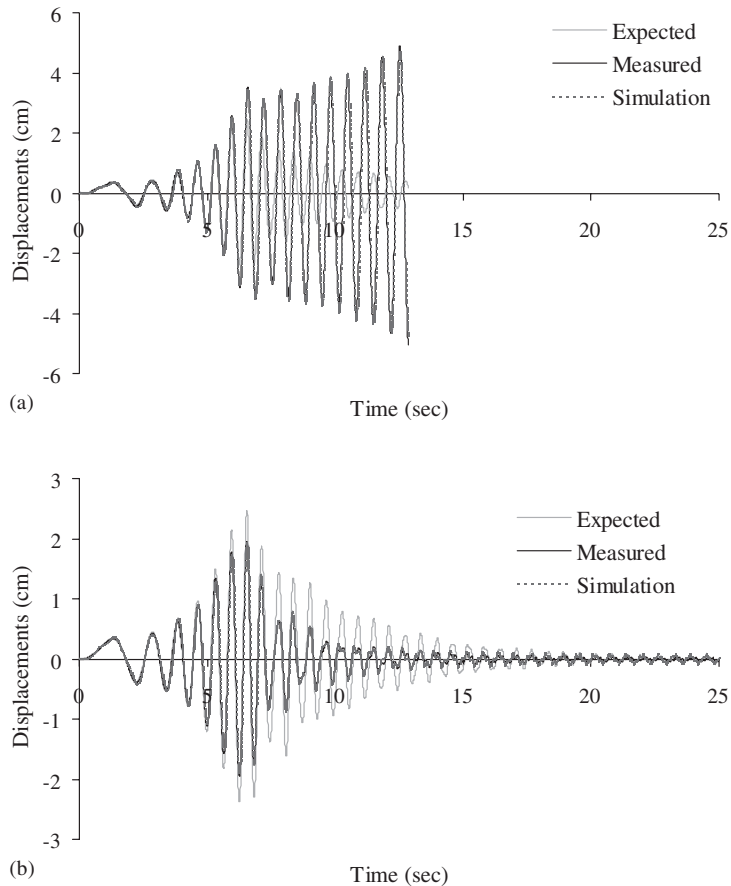 6
4
2
0
-2
-4
-6
Displacements (cm)
0 5 10 15 20 25
Expected
Measured
Simulation
Time (sec)
(a)
3
2
1
0
-1
-2
-3
Displacements (cm)
0 5 10 15 20 25
Expected
Measured
Simulation
Time (sec)
(b)